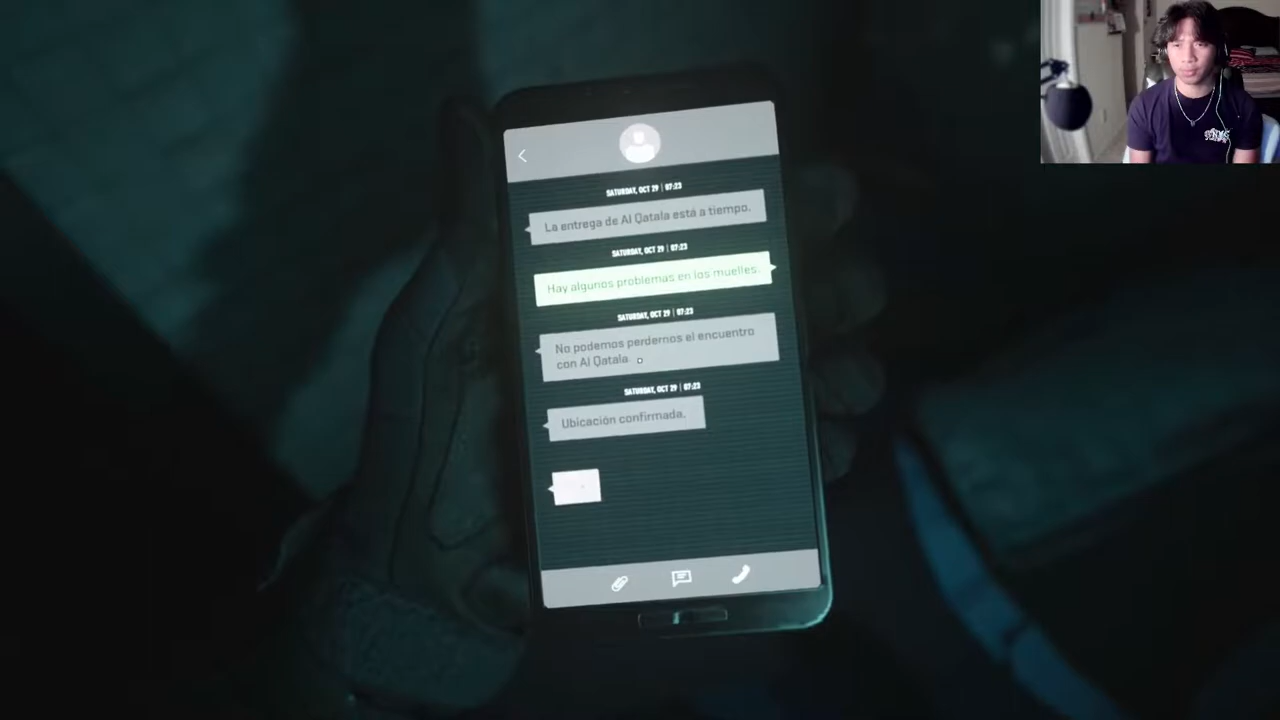 SATURDAY, OCT 29 | 07:23
La entrega de Al Qatala está a tiempo.
SATURDAY, OCT 29 | 07:23
Hay algunos problemas en los muelles.
SATURDAY, OCT 29 | 07:23
No podemos perdernos el encuentro
con Al Qatala.
SATURDAY, OCT 29 | 07:23
Ubicación confirmada.